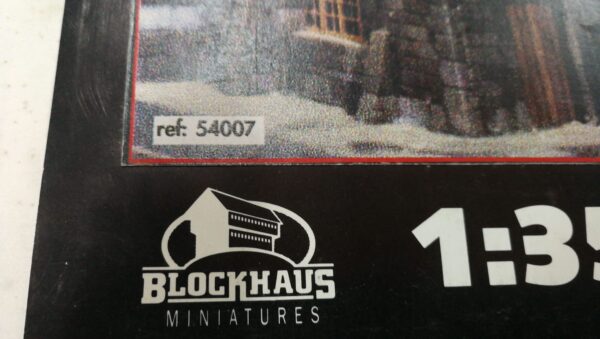 ref: 54007
1:35
BLOCKHAUS
MINIATURES